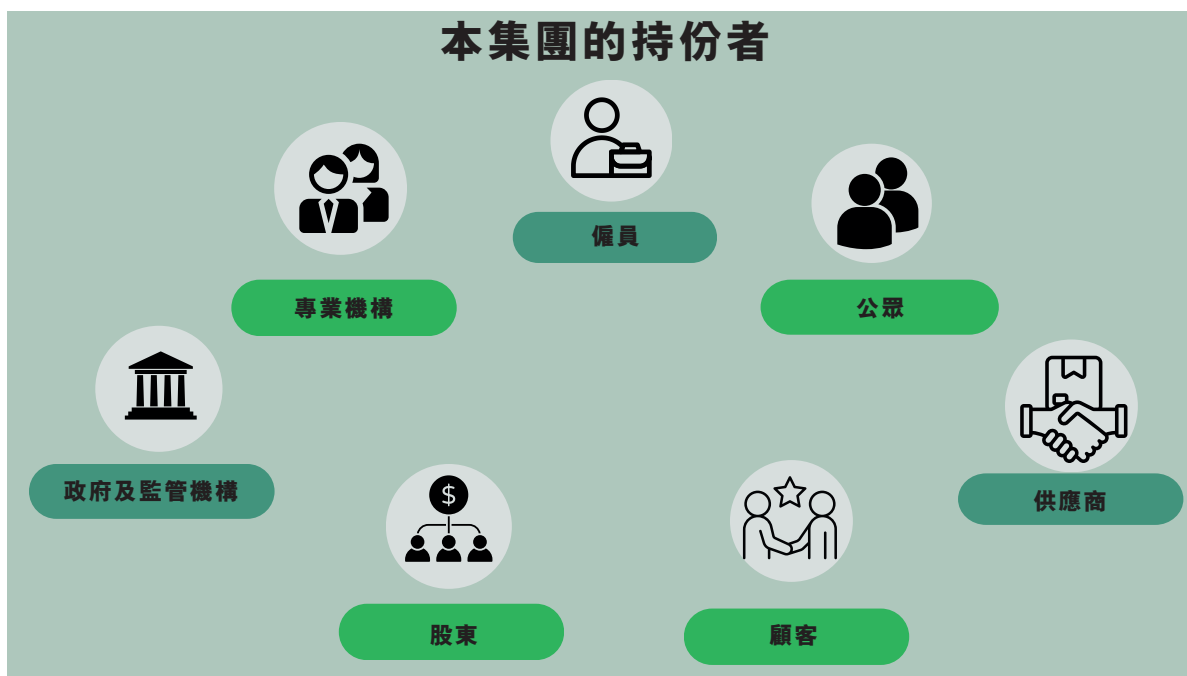 本集團的持份者
僱員
專業機構
公眾
政府及監管機構
供應商
$
股東
顧客